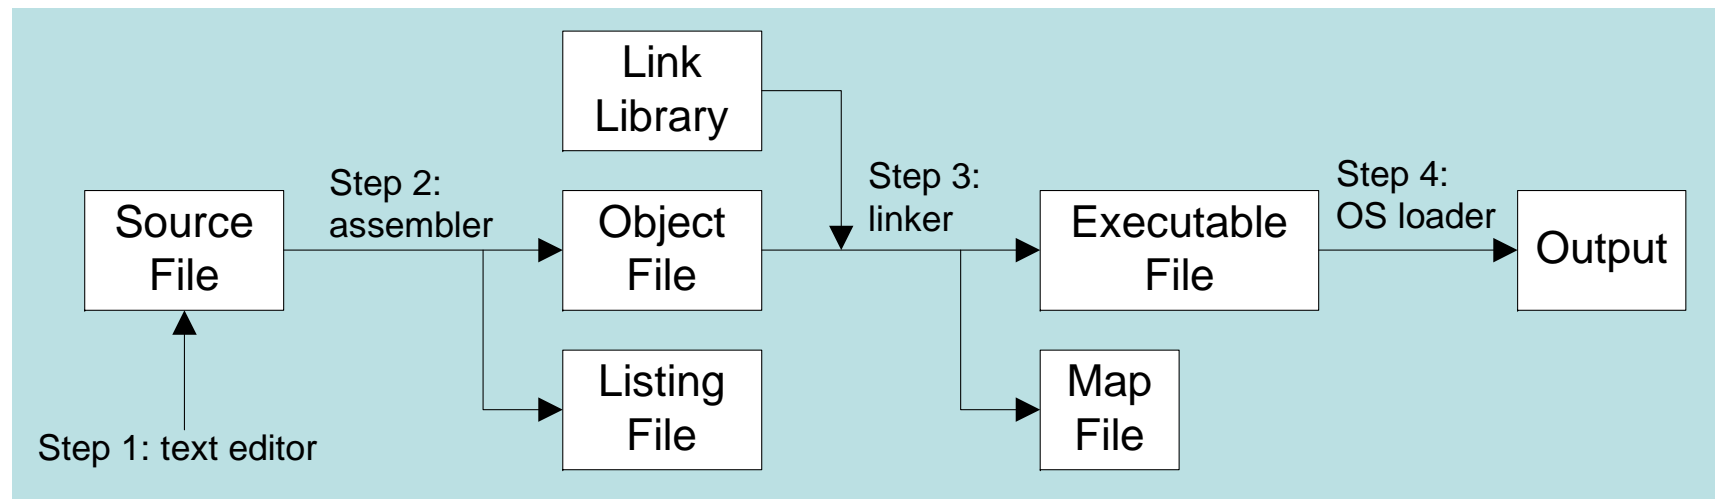 Link
Library
Step 2:
assembler
Step 3:
linker
Step 4:
OS loader
Source
File
Object
File
Executable
File
Output
Listing
File
Map
File
Step 1: text editor